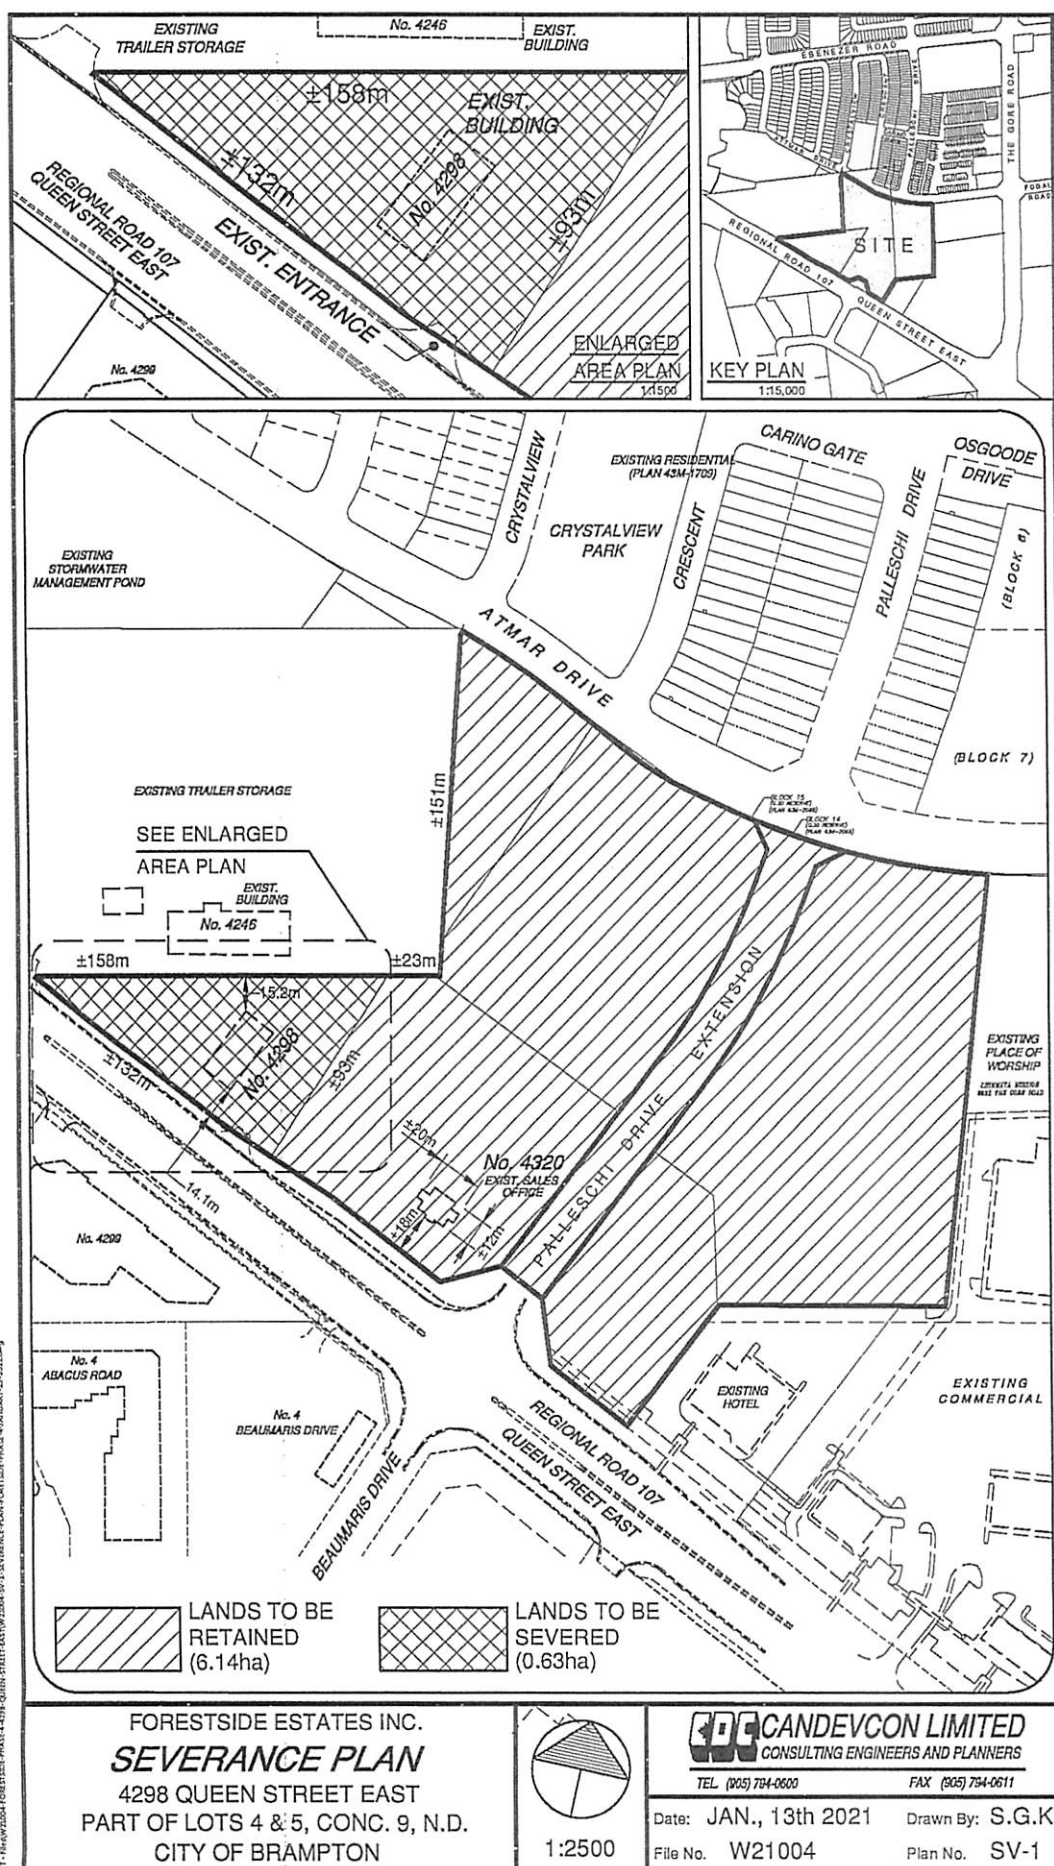 EXISTING
TRAILER STORAGE
No. 4246
EXIST.
BUILDING
±158m
EXIST.
BUILDING
±132m
No. 4298
±93m
REGIONAL ROAD 107
QUEEN STREET EAST
EXIST. ENTRANCE
No. 4299
ENLARGED
AREA PLAN
1:1500
EBENEZER ROAD
THE GORE ROAD
ATMAR DRIVE
DRIVE
SITE
REGIONAL ROAD 107
QUEEN STREET EAST
KEY PLAN
1:15,000
CRYSTALVIEW
EXISTING RESIDENTIAL
(PLAN 43M-1709)
CARINO GATE
OSGOODE
DRIVE
CRYSTALVIEW
PARK
CRESCENT
PALLESCHI DRIVE
(BLOCK 6)
EXISTING
STORMWATER
MANAGEMENT POND
ATMAR DRIVE
(BLOCK 7)
EXISTING TRAILER STORAGE
±151m
BLOCK 15
BLOCK 14
SEE ENLARGED
AREA PLAN
EXIST.
BUILDING
No. 4246
±158m
±23m
15.2m
No. 4298
±132m
±93m
PALLESCHI DRIVE EXTENSION
EXISTING
PLACE OF
WORSHIP
±20m
No. 4320
EXIST. SALES
OFFICE
±18m
±12m
14.1m
No. 4299
No. 4
ABACUS ROAD
No. 4
BEAUMARIS DRIVE
BEAUMARIS DRIVE
REGIONAL ROAD 107
QUEEN STREET EAST
EXISTING
HOTEL
EXISTING
COMMERCIAL
LANDS TO BE
RETAINED
(6.14ha)
LANDS TO BE
SEVERED
(0.63ha)
FORESTSIDE ESTATES INC.
SEVERANCE PLAN
4298 QUEEN STREET EAST
PART OF LOTS 4 & 5, CONC. 9, N.D.
CITY OF BRAMPTON
1:2500
CDC CANDEVCON LIMITED
CONSULTING ENGINEERS AND PLANNERS
TEL. (905) 794-0600
FAX (905) 794-0611
Date: JAN., 13th 2021
Drawn By: S.G.K
File No. W21004
Plan No. SV-1